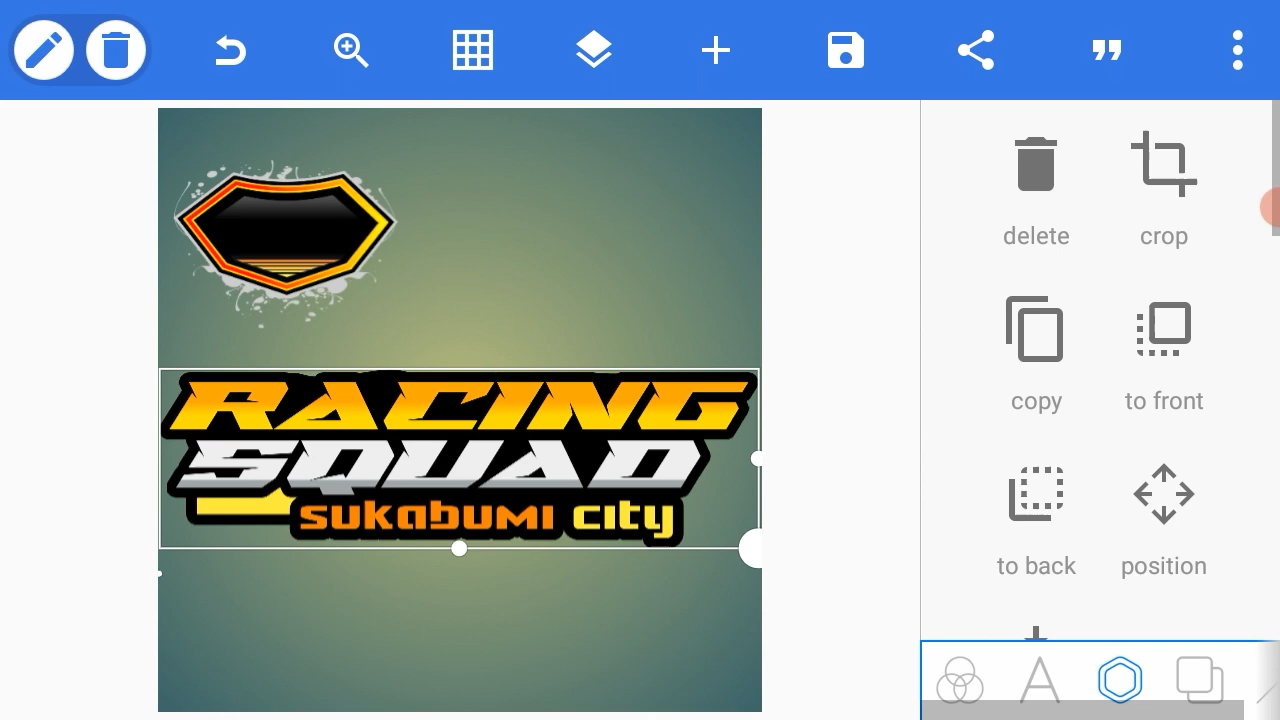 delete
crop
RACING
SQUAD
copy
to front
sukabumi city
to back
position